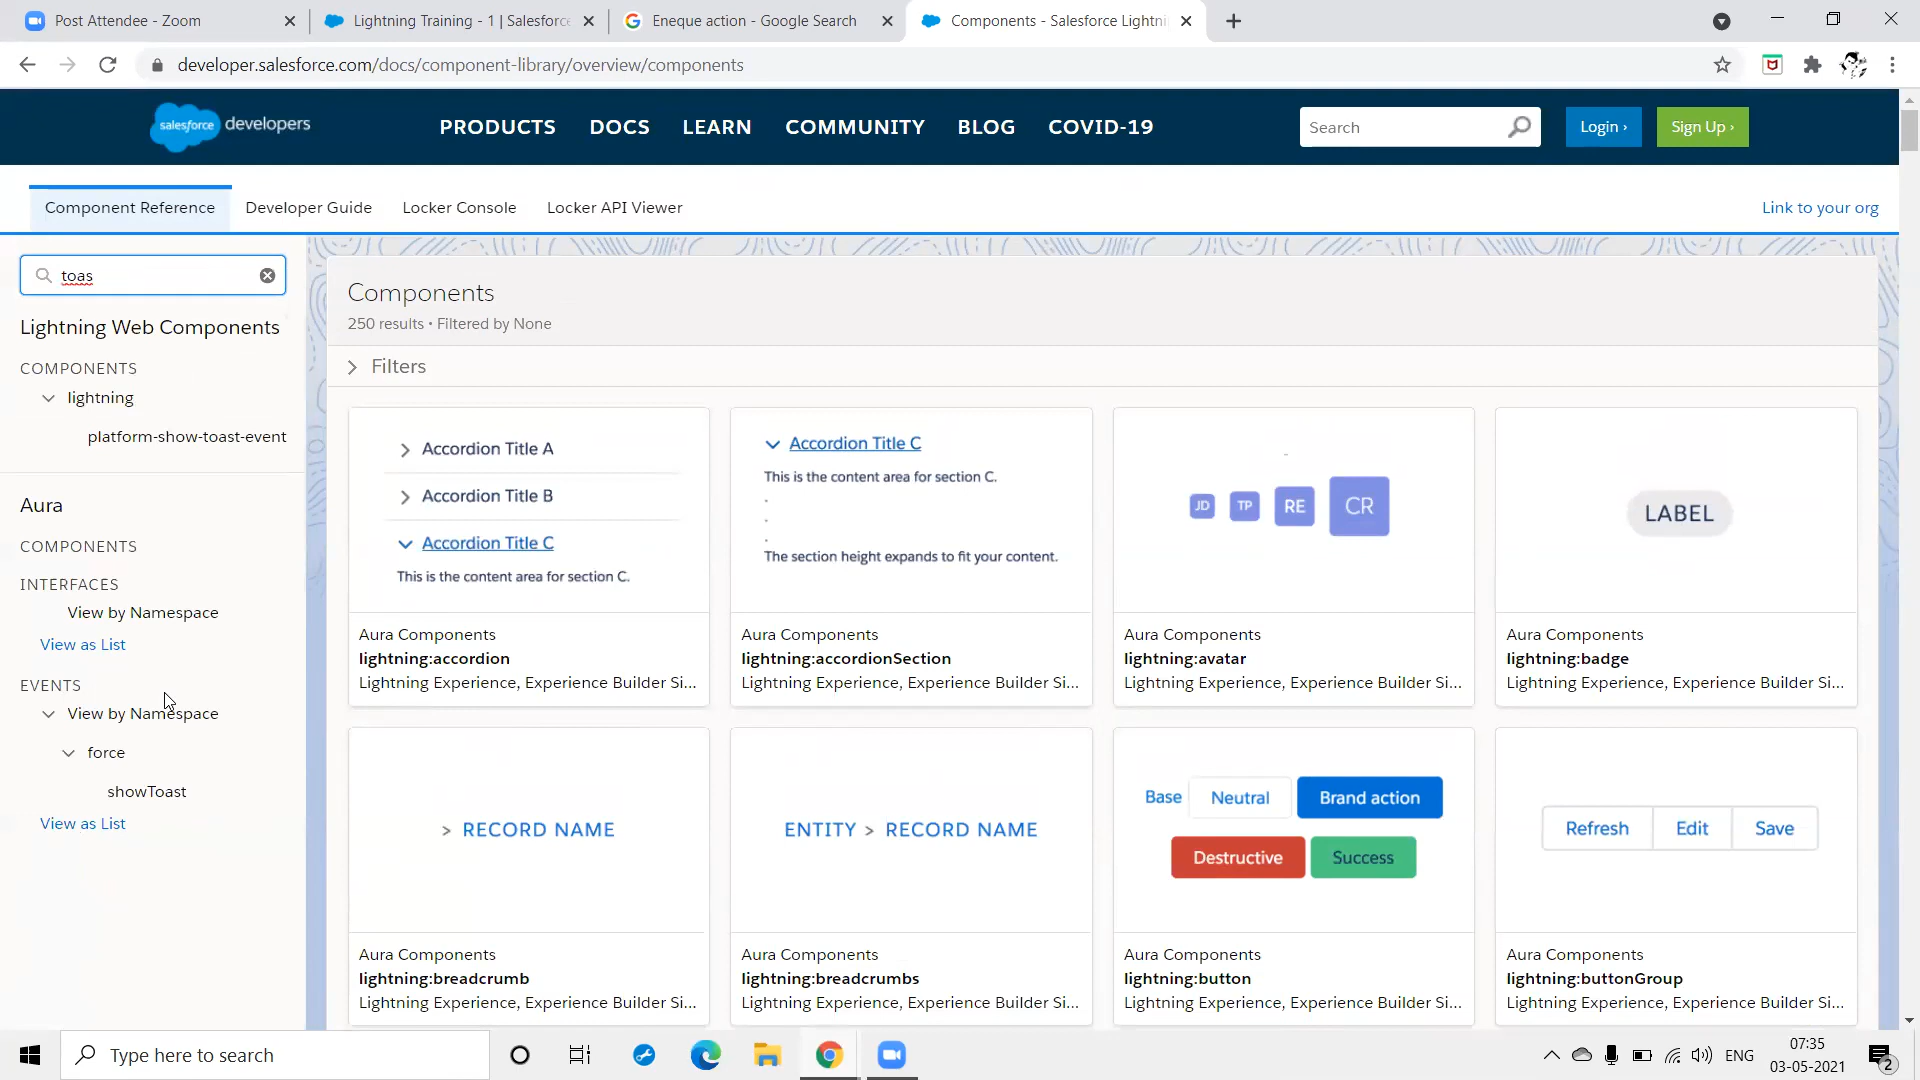 Post Attendee - Zoom
Lightning Training - 1 | Salesforc
Eneque action - Google Search
Components - Salesforce Lightni
developer.salesforce.com/docs/component-library/overview/components
salesforce developers
PRODUCTS DOCS LEARN COMMUNITY BLOG COVID-19
Search
Login ›
Sign Up ›
Component Reference
Developer Guide
Locker Console
Locker API Viewer
Link to your org
toas
Lightning Web Components
COMPONENTS
lightning
platform-show-toast-event
Aura
COMPONENTS
INTERFACES
View by Namespace
View as List
EVENTS
View by Namespace
force
showToast
View as List
Components
250 results • Filtered by None
Filters
Accordion Title A
Accordion Title B
Accordion Title C
This is the content area for section C.
Aura Components
lightning:accordion
Lightning Experience, Experience Builder Si...
Accordion Title C
This is the content area for section C.
.
.
.
The section height expands to fit your content.
Aura Components
lightning:accordionSection
Lightning Experience, Experience Builder Si...
JD TP RE CR
Aura Components
lightning:avatar
Lightning Experience, Experience Builder Si...
LABEL
Aura Components
lightning:badge
Lightning Experience, Experience Builder Si...
> RECORD NAME
Aura Components
lightning:breadcrumb
Lightning Experience, Experience Builder Si...
ENTITY > RECORD NAME
Aura Components
lightning:breadcrumbs
Lightning Experience, Experience Builder Si...
Base Neutral Brand action
Destructive Success
Aura Components
lightning:button
Lightning Experience, Experience Builder Si...
Refresh Edit Save
Aura Components
lightning:buttonGroup
Lightning Experience, Experience Builder Si...
Type here to search
ENG
07:35
03-05-2021
2